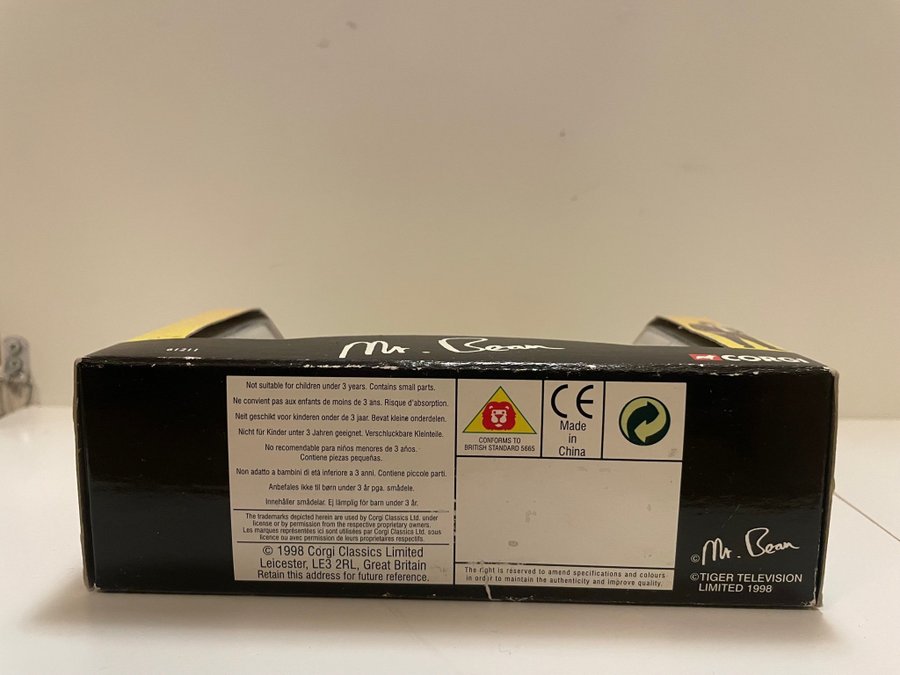 61211
Mr. Bean
CORGI
Not suitable for children under 3 years. Contains small parts.
Ne convient pas aux enfants de moins de 3 ans. Risque d'absorption.
Neit geschikt voor kinderen onder de 3 jaar. Bevat kleine onderdelen.
Nicht für Kinder unter 3 Jahren geeignet. Verschluckbare Kleinteile.
No recomendable para niños menores de 3 años.
Contiene piezas pequeñas.
Non adatto a bambini di età inferiore a 3 anni. Contiene piccole parti.
Anbefales ikke til børn under 3 år pga. smådele.
Innehåller smådelar. Ej lämplig för barn under 3 år.
The trademarks depicted herein are used by Corgi Classics Ltd. under
license or by permission from the respective proprietary owners.
Les marques représentées ici sont utilisées par Corgi Classics Ltd. sous
licence ou avec permission de leurs proprietaires respectifs.
© 1998 Corgi Classics Limited
Leicester, LE3 2RL, Great Britain
Retain this address for future reference.
CONFORMS TO
BRITISH STANDARD 5665
CE
Made
in
China
The right is reserved to amend specifications and colours
in order to maintain the authenticity and improve quality.
© Mr. Bean
© TIGER TELEVISION
LIMITED 1998